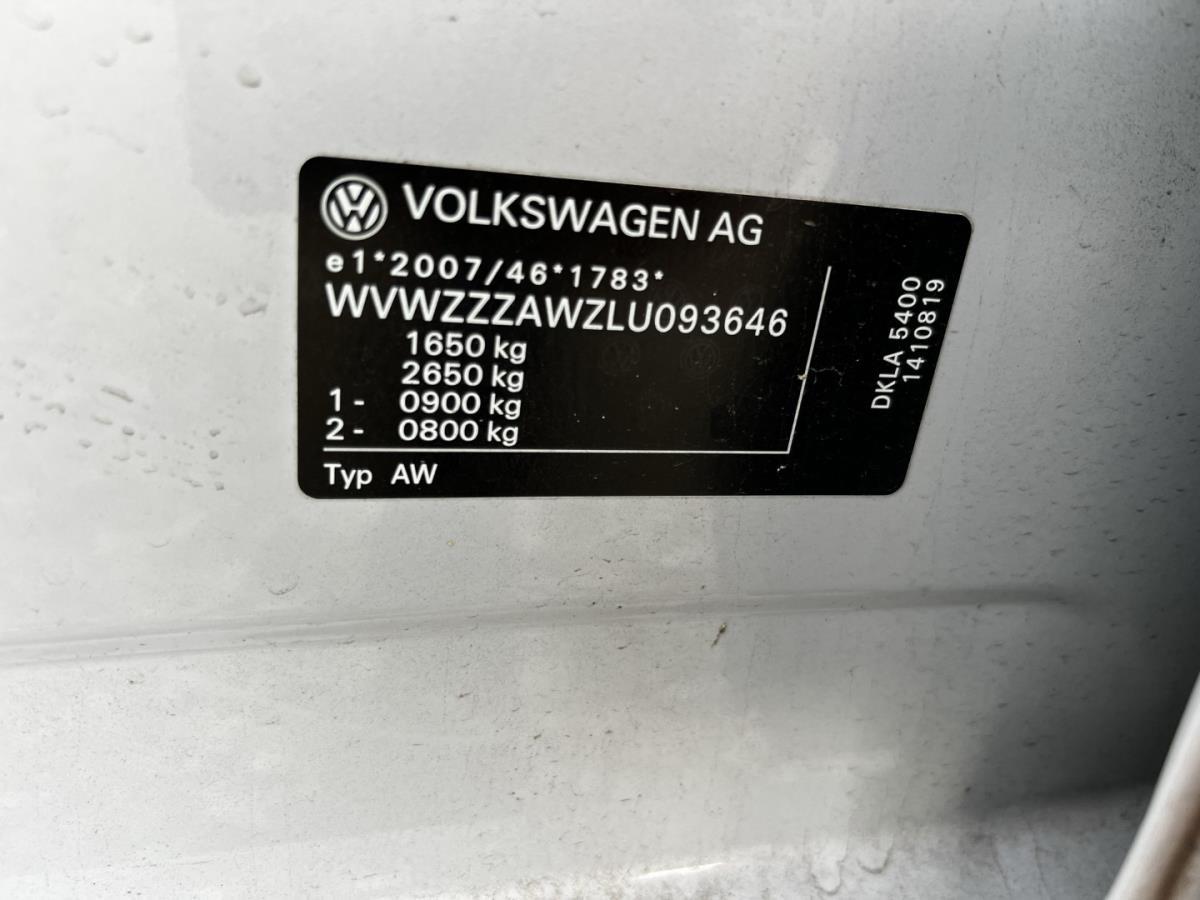 VOLKSWAGEN AG
e1*2007/46*1783*
WVWZZZAWZLU093646
1650 kg
2650 kg
1- 0900 kg
2- 0800 kg
Typ AW
DKLA 5400
1410819